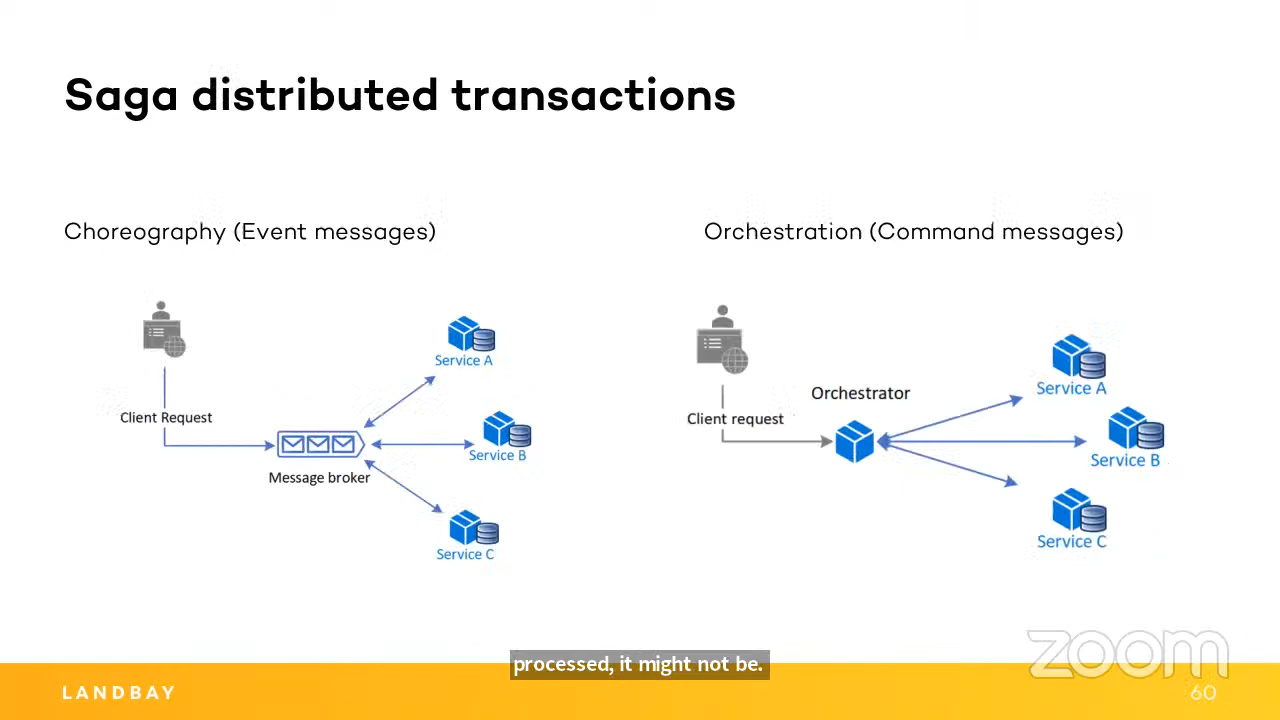 Saga distributed transactions
Choreography (Event messages)
Client Request
Message broker
Service A
Service B
Service C
Orchestration (Command messages)
Client request
Orchestrator
Service A
Service B
Service C
processed, it might not be.
zoom
LANDBAY
60